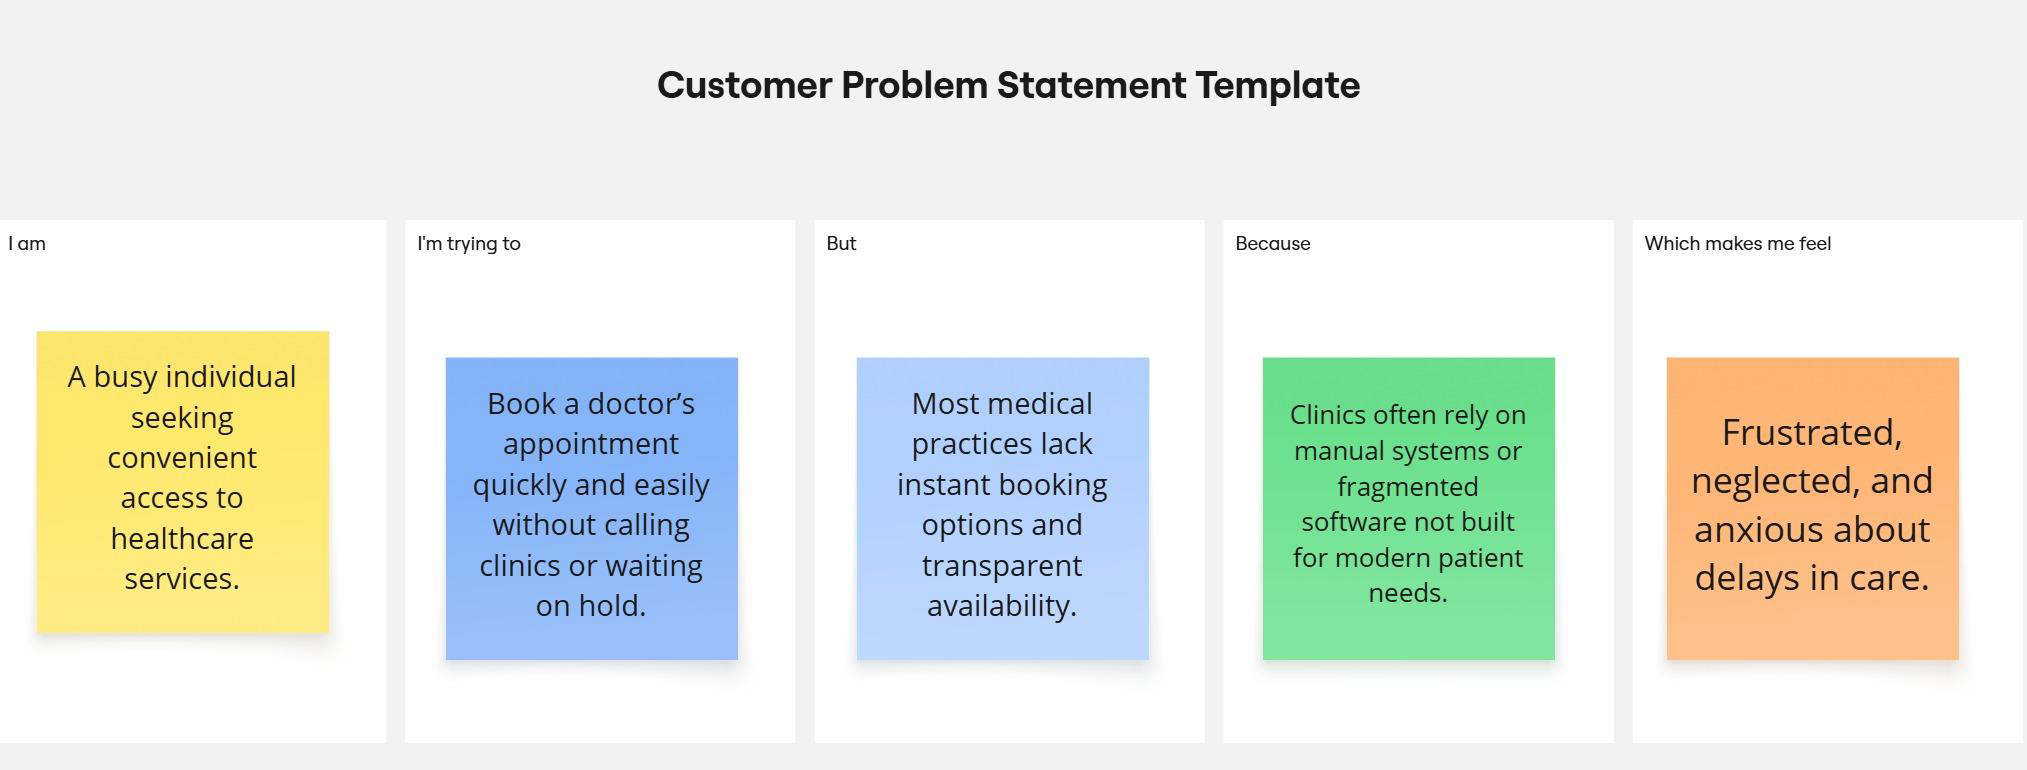 Customer Problem Statement Template
I am
A busy individual
seeking
convenient
access to
healthcare
services.
I'm trying to
Book a doctor’s
appointment
quickly and easily
without calling
clinics or waiting
on hold.
But
Most medical
practices lack
instant booking
options and
transparent
availability.
Because
Clinics often rely on
manual systems or
fragmented
software not built
for modern patient
needs.
Which makes me feel
Frustrated,
neglected, and
anxious about
delays in care.